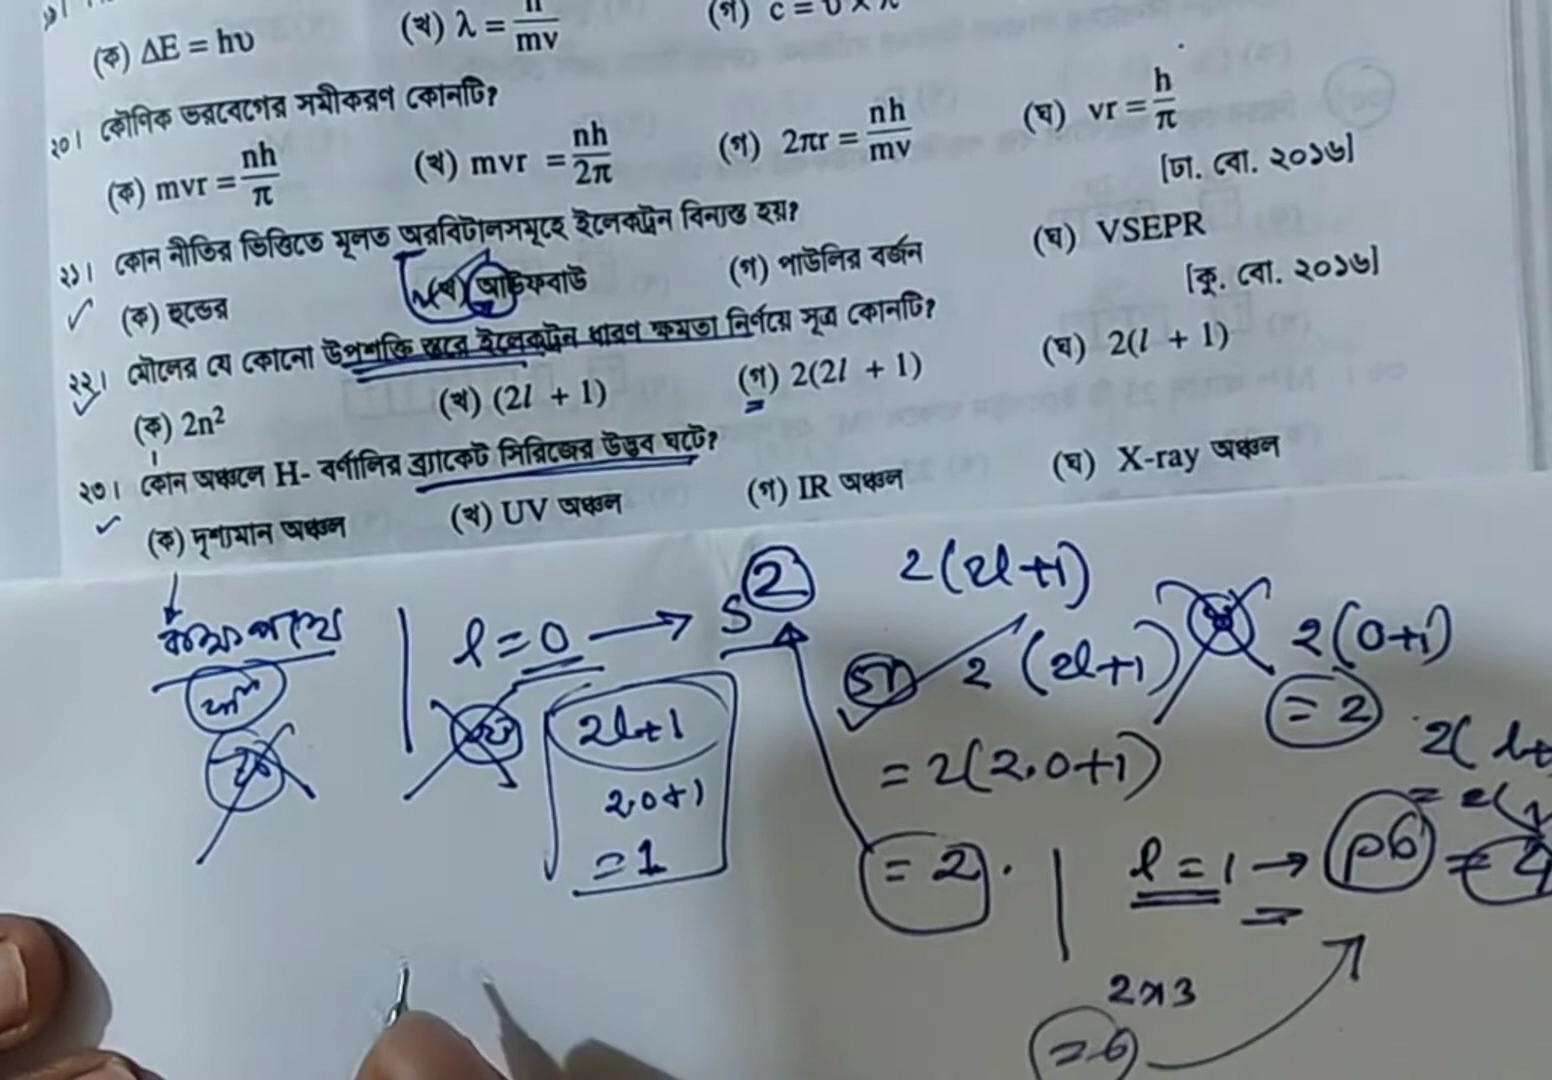 (ক) ΔE = hυ (খ) λ = h/mv (গ) c = υ × λ
২০। কৌণিক ভরবেগের সমীকরণ কোনটি?
(ক) mvr = nh/π (খ) mvr = nh/2π (গ) 2πr = nh/mv (ঘ) vr = h/π
[ঢা. বো. ২০১৬]
২১। কোন নীতির ভিত্তিতে মূলত অরবিটালসমূহে ইলেকট্রন বিন্যস্ত হয়?
(ক) হুন্ডের (খ) আউফবাউ (গ) পাউলির বর্জন (ঘ) VSEPR
[কু. বো. ২০১৬]
২২। মৌলের যে কোনো উপশক্তি স্তরে ইলেকট্রন ধারণ ক্ষমতা নির্ণয়ে সূত্র কোনটি?
(ক) 2n² (খ) (2l + 1) (গ) 2(2l + 1) (ঘ) 2(l + 1)
২৩। কোন অঞ্চলে H- বর্ণালির ব্র্যাকেট সিরিজের উদ্ভব ঘটে?
(ক) দৃশ্যমান অঞ্চল (খ) UV অঞ্চল (গ) IR অঞ্চল (ঘ) X-ray অঞ্চল
l = 0 → s 2
2l+1
2.0+1
= 1
2(2l+1)
2(2l+1)
= 2(2.0+1)
= 2.
2(0+1)
= 2
l = 1 → p6
2×3
= 6
2(l+
= 2(1
= 4